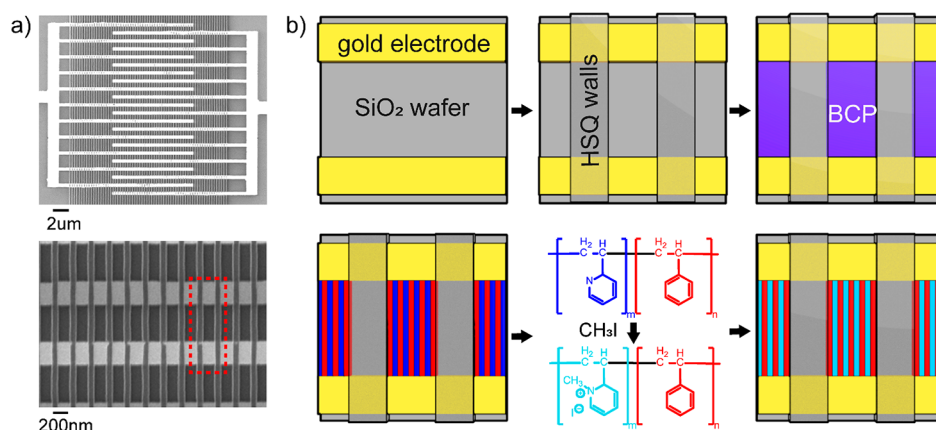 a)
2um
200nm
b)
gold electrode
SiO₂ wafer
HSQ walls
BCP
H₂ H H₂ H
C C C C
N
m n
CH₃I
H₂ H H₂ H
C C C C
CH₃
N
⊕
I ⊖
m n